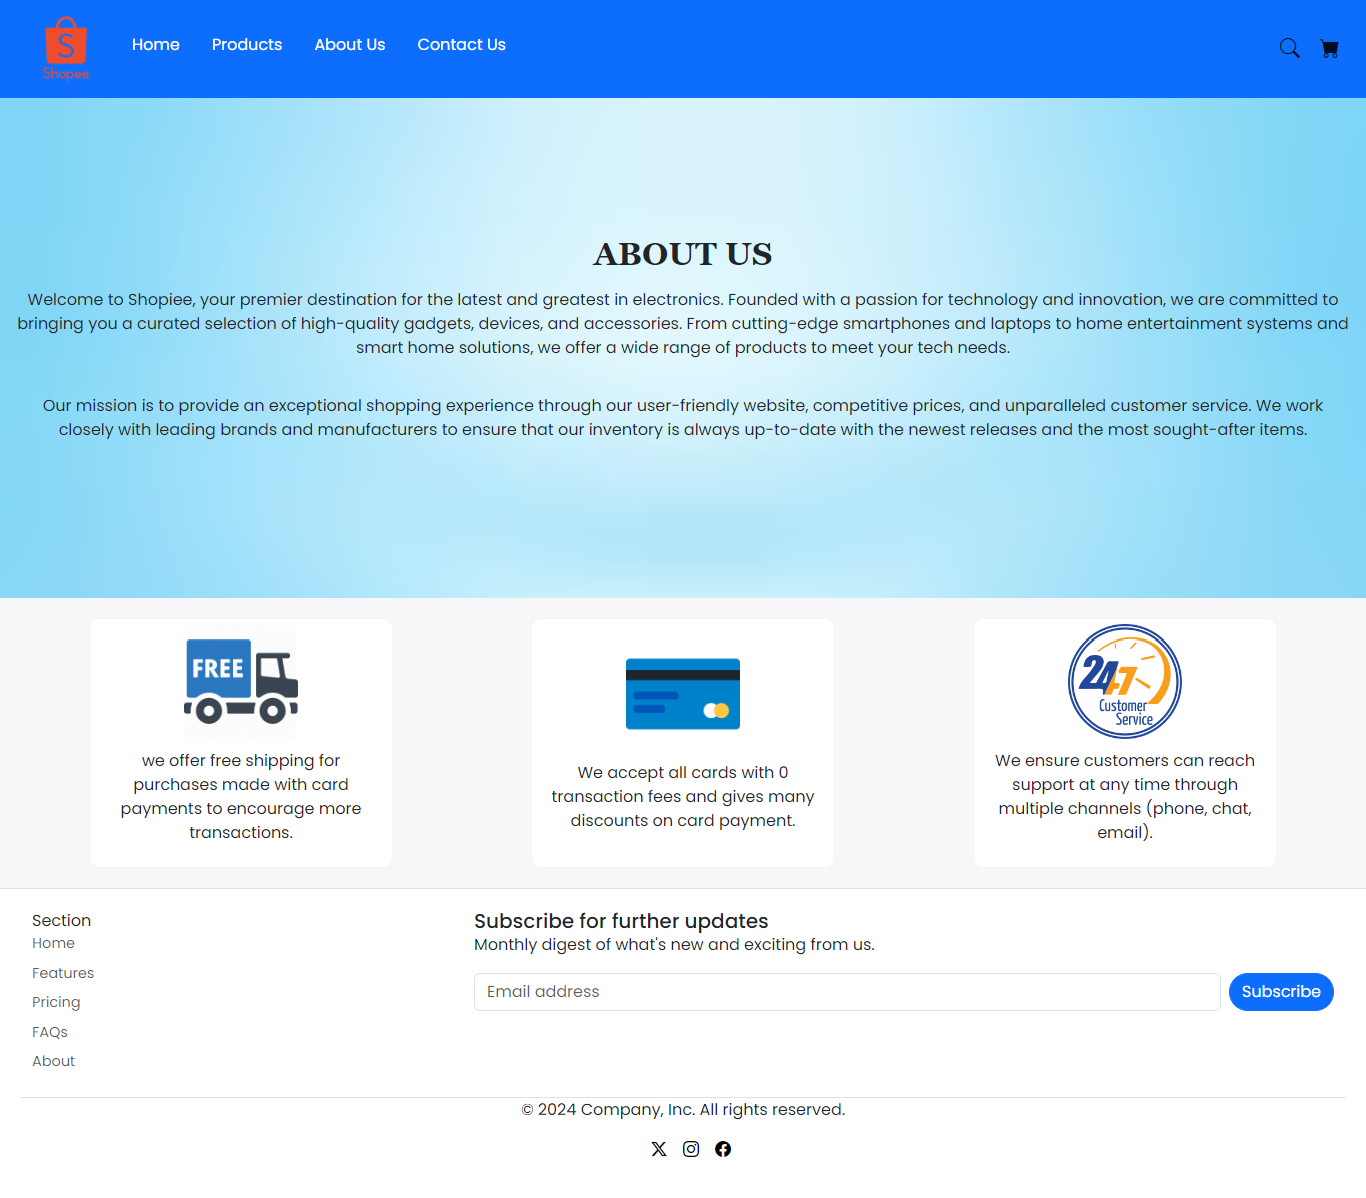 S
Shopee
Home Products About Us Contact Us
ABOUT US
Welcome to Shopiee, your premier destination for the latest and greatest in electronics. Founded with a passion for technology and innovation, we are committed to
bringing you a curated selection of high-quality gadgets, devices, and accessories. From cutting-edge smartphones and laptops to home entertainment systems and
smart home solutions, we offer a wide range of products to meet your tech needs.
Our mission is to provide an exceptional shopping experience through our user-friendly website, competitive prices, and unparalleled customer service. We work
closely with leading brands and manufacturers to ensure that our inventory is always up-to-date with the newest releases and the most sought-after items.
FREE
we offer free shipping for
purchases made with card
payments to encourage more
transactions.
We accept all cards with 0
transaction fees and gives many
discounts on card payment.
24-7
Customer
Service
We ensure customers can reach
support at any time through
multiple channels (phone, chat,
email).
Section
Home
Features
Pricing
FAQs
About
Subscribe for further updates
Monthly digest of what's new and exciting from us.
Email address
Subscribe
© 2024 Company, Inc. All rights reserved.